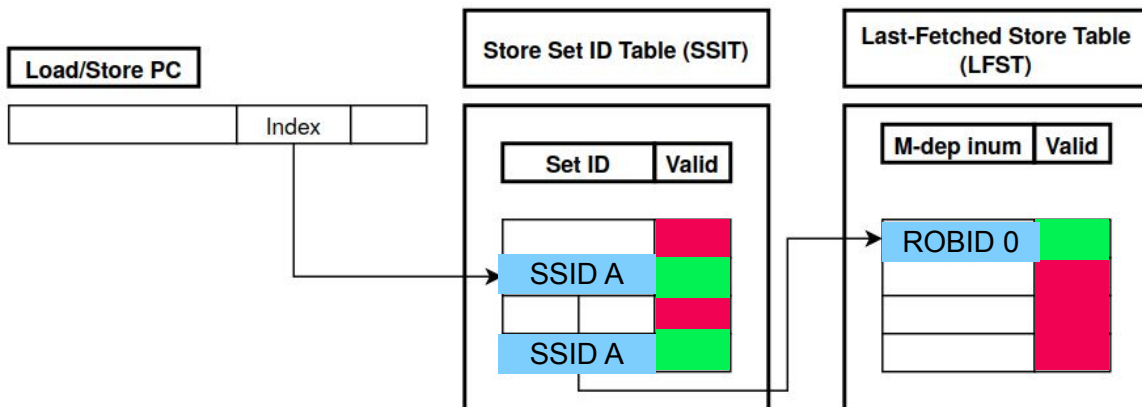 Load/Store PC
Index
Store Set ID Table (SSIT)
Set ID
Valid
SSID A
SSID A
Last-Fetched Store Table
(LFST)
M-dep inum
Valid
ROBID 0